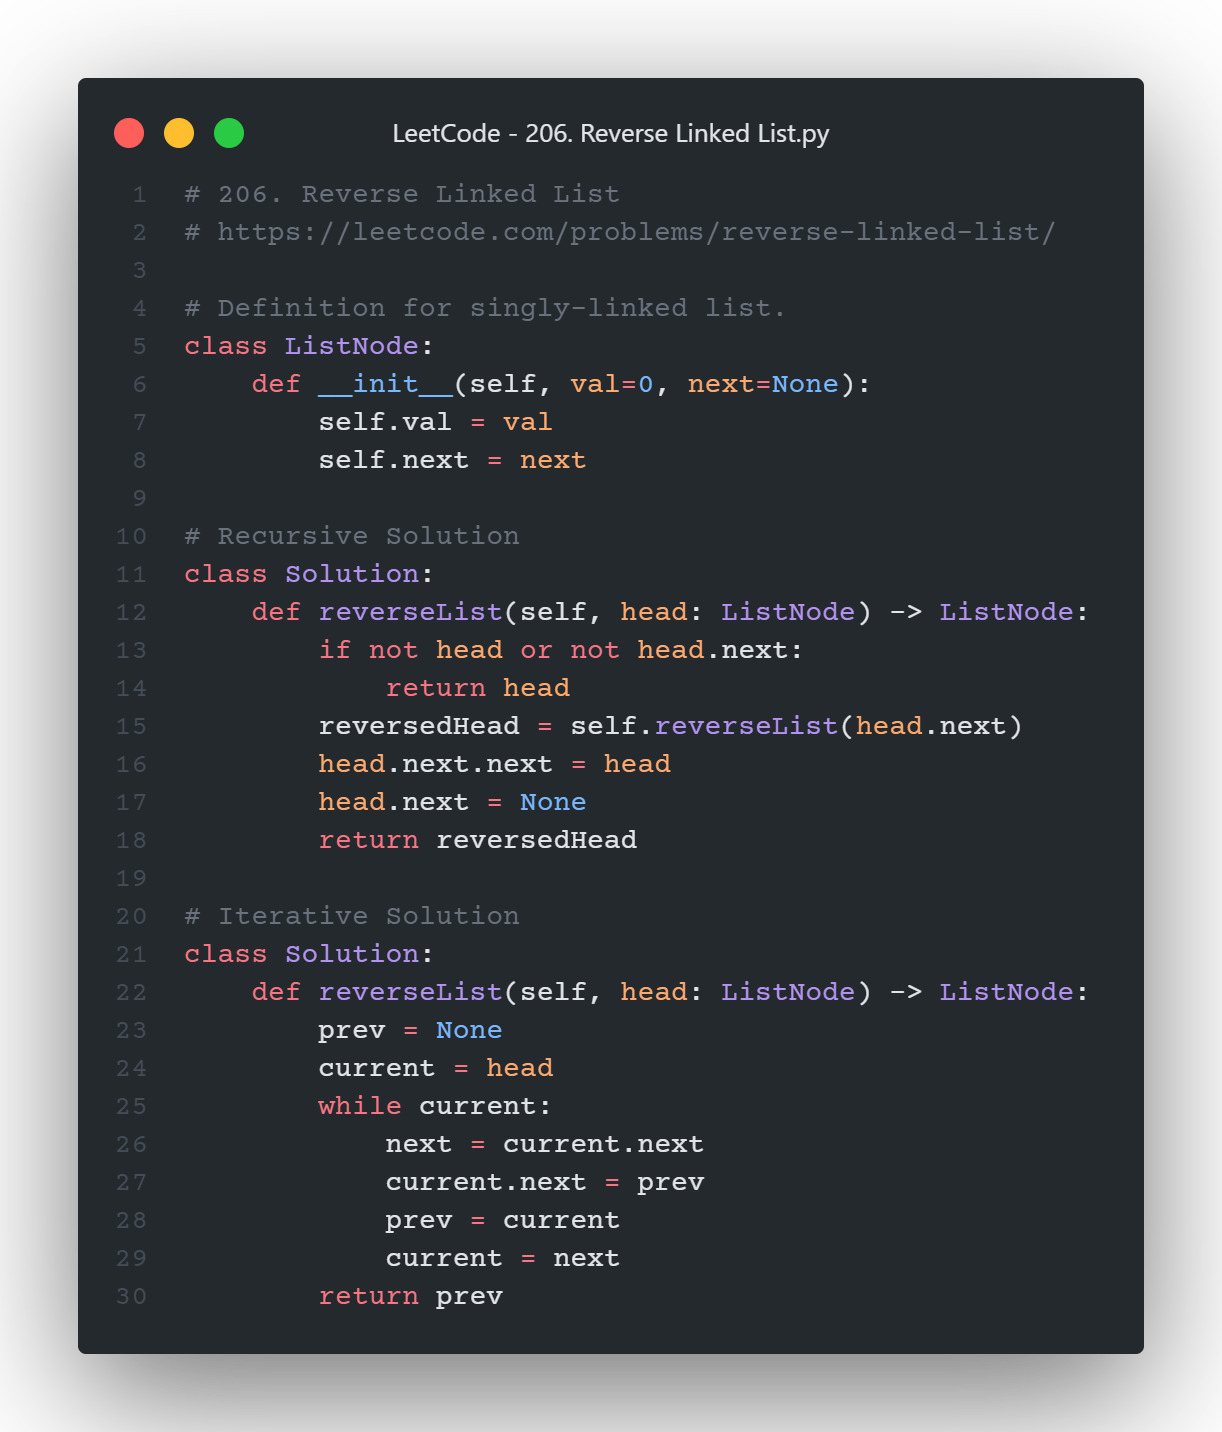 LeetCode - 206. Reverse Linked List.py
1 # 206. Reverse Linked List
2 # https://leetcode.com/problems/reverse-linked-list/
3
4 # Definition for singly-linked list.
5 class ListNode:
6     def __init__(self, val=0, next=None):
7         self.val = val
8         self.next = next
9
10 # Recursive Solution
11 class Solution:
12     def reverseList(self, head: ListNode) -> ListNode:
13         if not head or not head.next:
14             return head
15         reversedHead = self.reverseList(head.next)
16         head.next.next = head
17         head.next = None
18         return reversedHead
19
20 # Iterative Solution
21 class Solution:
22     def reverseList(self, head: ListNode) -> ListNode:
23         prev = None
24         current = head
25         while current:
26             next = current.next
27             current.next = prev
28             prev = current
29             current = next
30         return prev